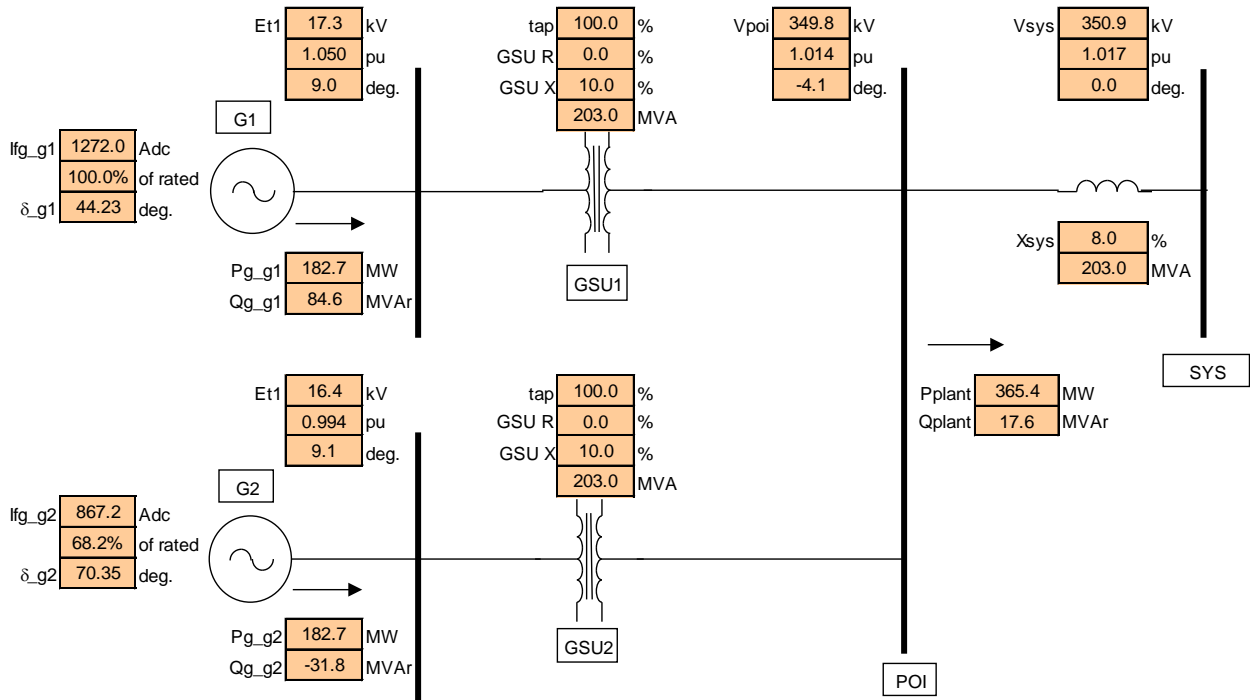 Et1 17.3 kV
1.050 pu
9.0 deg.
tap 100.0 %
GSU R 0.0 %
GSU X 10.0 %
203.0 MVA
Vpoi 349.8 kV
1.014 pu
-4.1 deg.
Vsys 350.9 kV
1.017 pu
0.0 deg.
G1
Ifg_g1 1272.0 Adc
100.0% of rated
δ_g1 44.23 deg.
Pg_g1 182.7 MW
Qg_g1 84.6 MVAr
GSU1
Xsys 8.0 %
203.0 MVA
SYS
Et1 16.4 kV
0.994 pu
9.1 deg.
tap 100.0 %
GSU R 0.0 %
GSU X 10.0 %
203.0 MVA
Pplant 365.4 MW
Qplant 17.6 MVAr
G2
Ifg_g2 867.2 Adc
68.2% of rated
δ_g2 70.35 deg.
Pg_g2 182.7 MW
Qg_g2 -31.8 MVAr
GSU2
POI